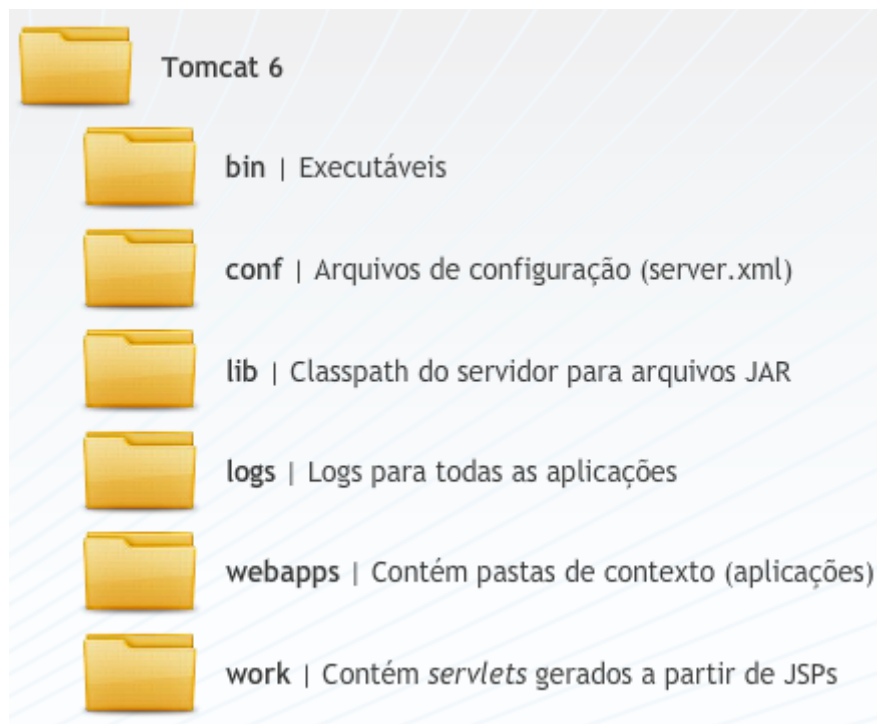 Tomcat 6
bin | Executáveis
conf | Arquivos de configuração (server.xml)
lib | Classpath do servidor para arquivos JAR
logs | Logs para todas as aplicações
webapps | Contém pastas de contexto (aplicações)
work | Contém servlets gerados a partir de JSPs